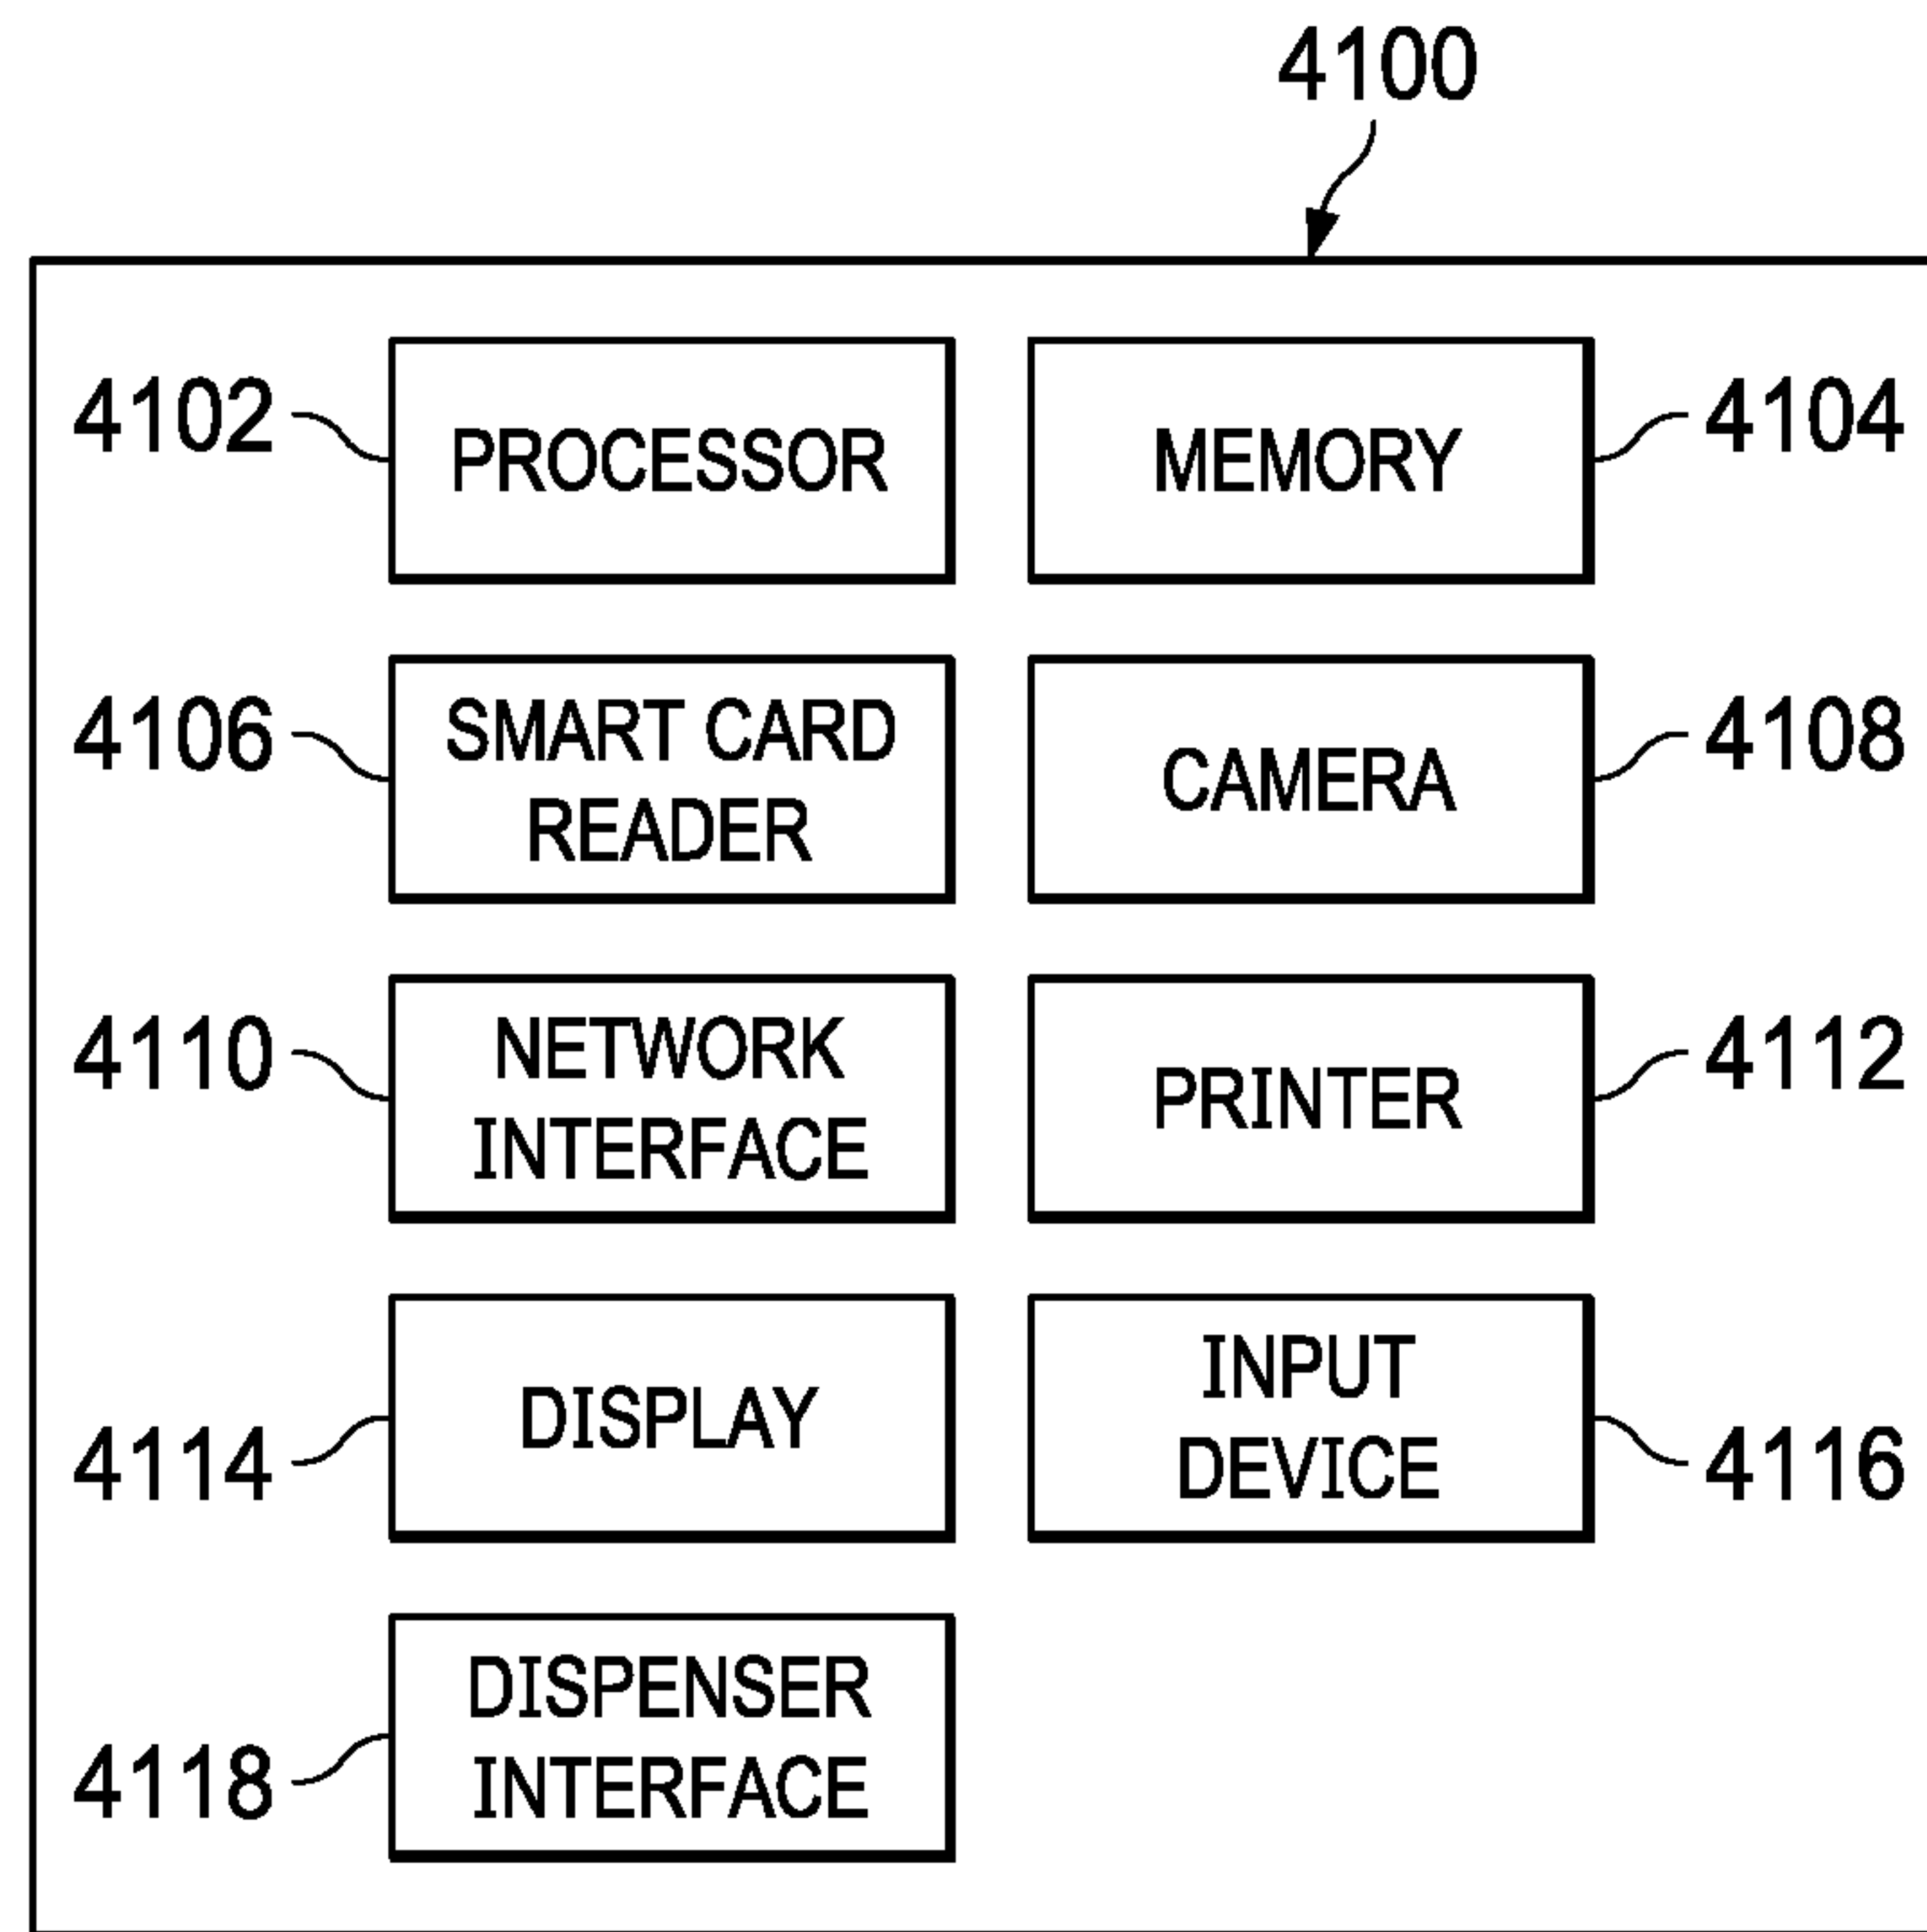 4100
4102
PROCESSOR
MEMORY
4104
4106
SMART CARD
READER
CAMERA
4108
4110
NETWORK
INTERFACE
PRINTER
4112
4114
DISPLAY
INPUT
DEVICE
4116
4118
DISPENSER
INTERFACE